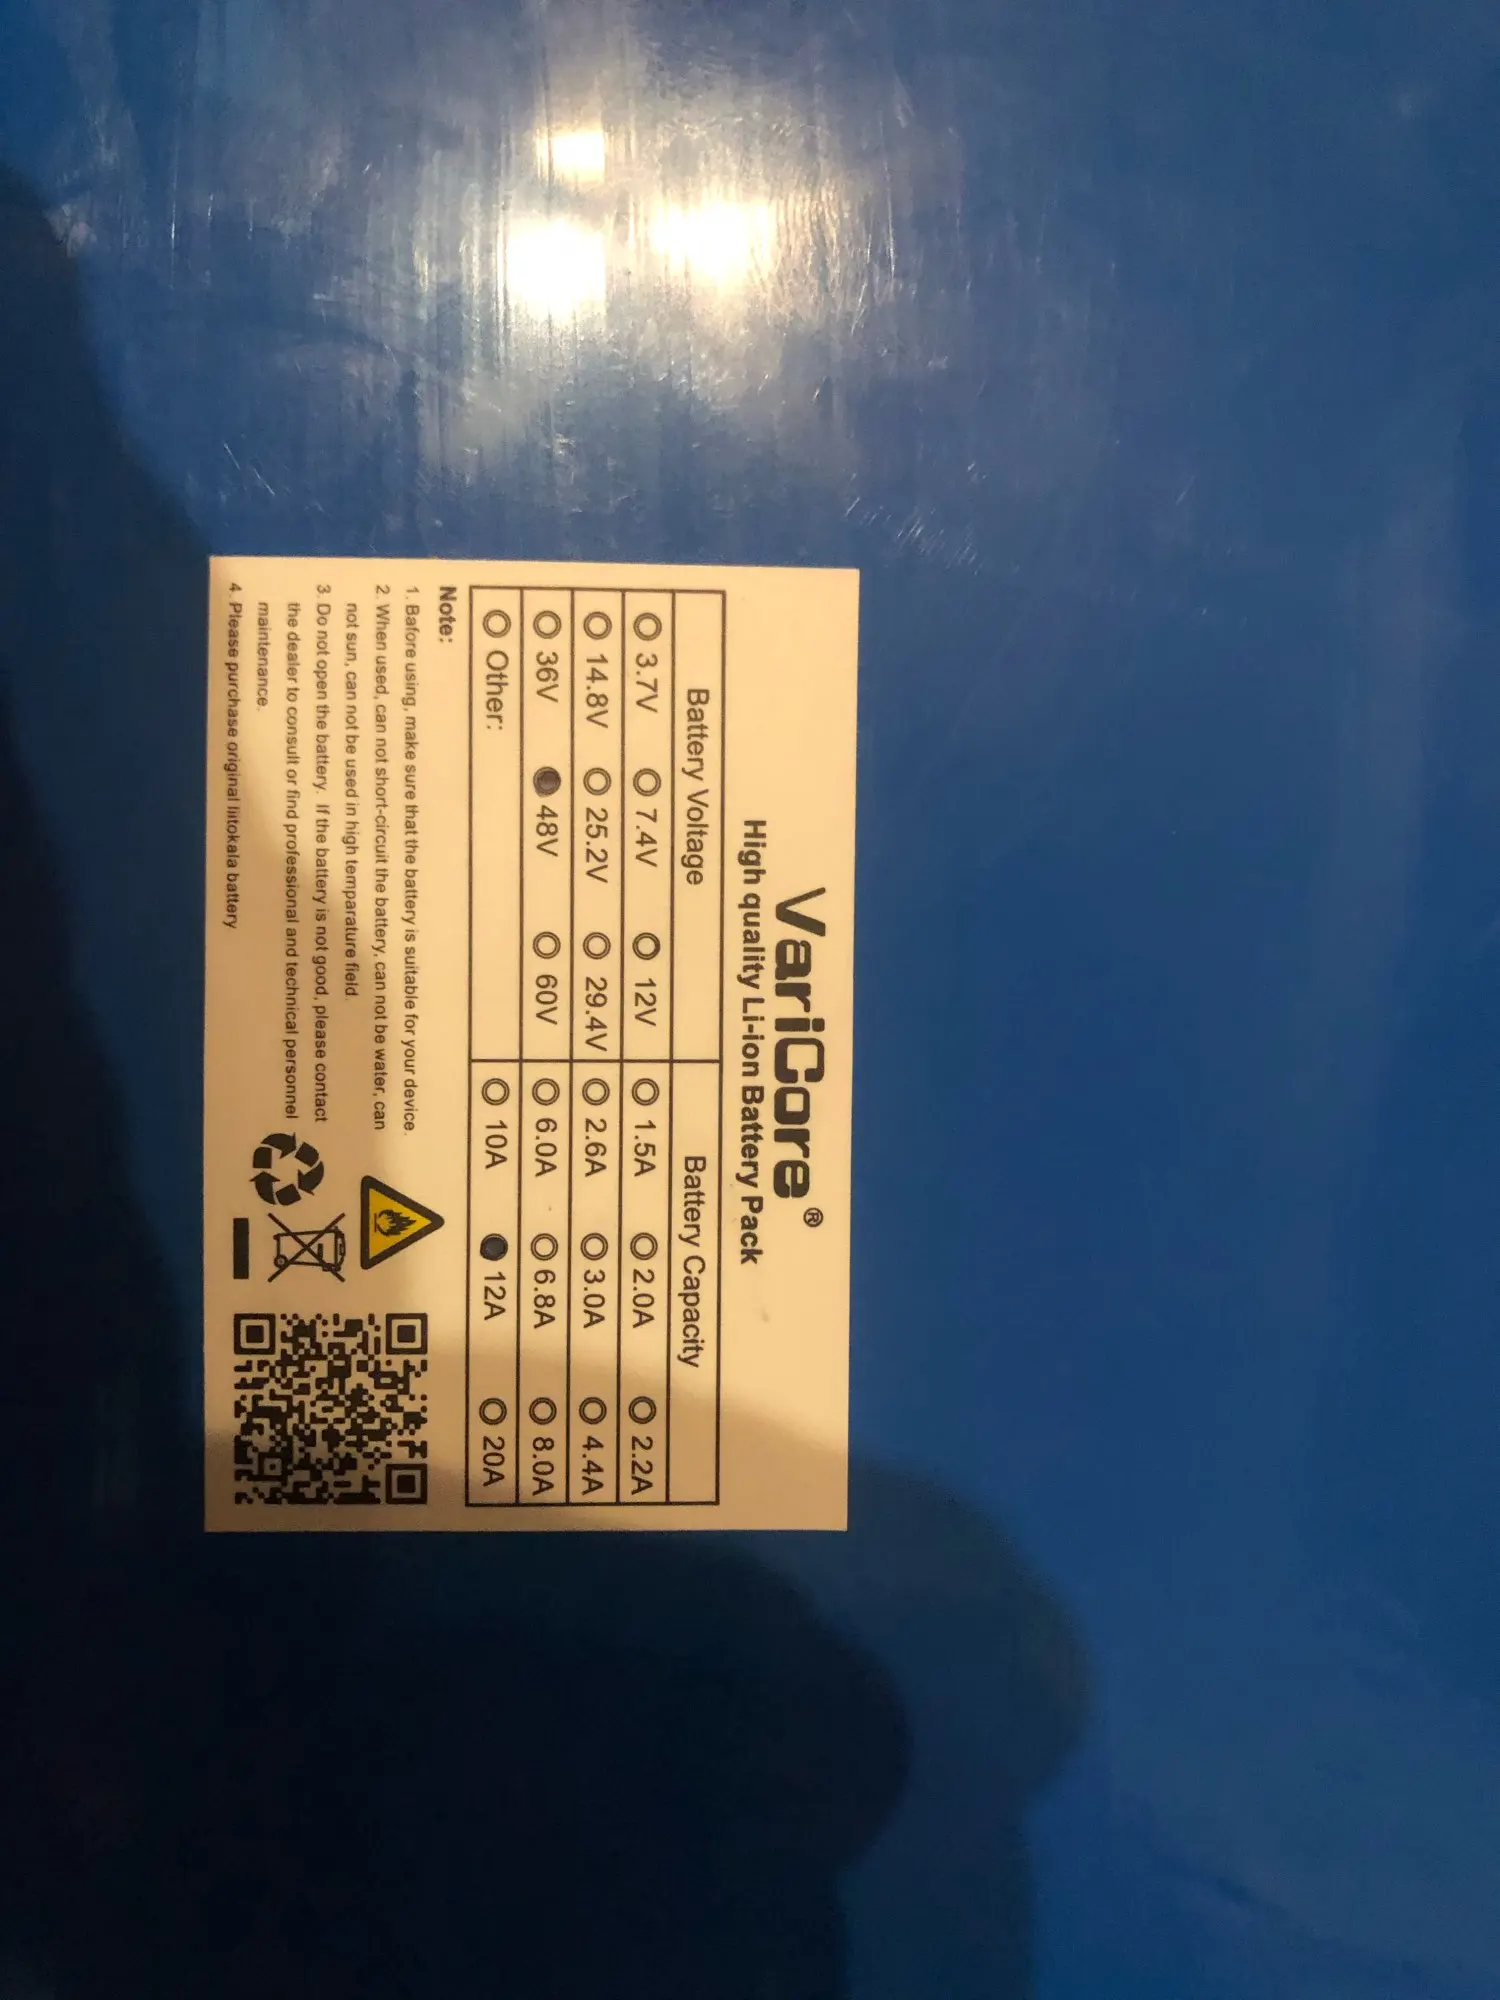 VariCore®
High quality Li-ion Battery Pack
Battery Voltage Battery Capacity
3.7V 7.4V 12V 1.5A 2.0A 2.2A
14.8V 25.2V 29.4V 2.6A 3.0A 4.4A
36V 48V 60V 6.0A 6.8A 8.0A
Other: 10A 12A 20A
Note:
1. Bafore using, make sure that the battery is suitable for your device.
2. When used, can not short-circuit the battery, can not be water, can
not sun, can not be used in high temparature field.
3. Do not open the battery. If the battery is not good, please contact
the dealer to consult or find professional and technical personnel
maintenance.
4. Please purchase original liitokala battery